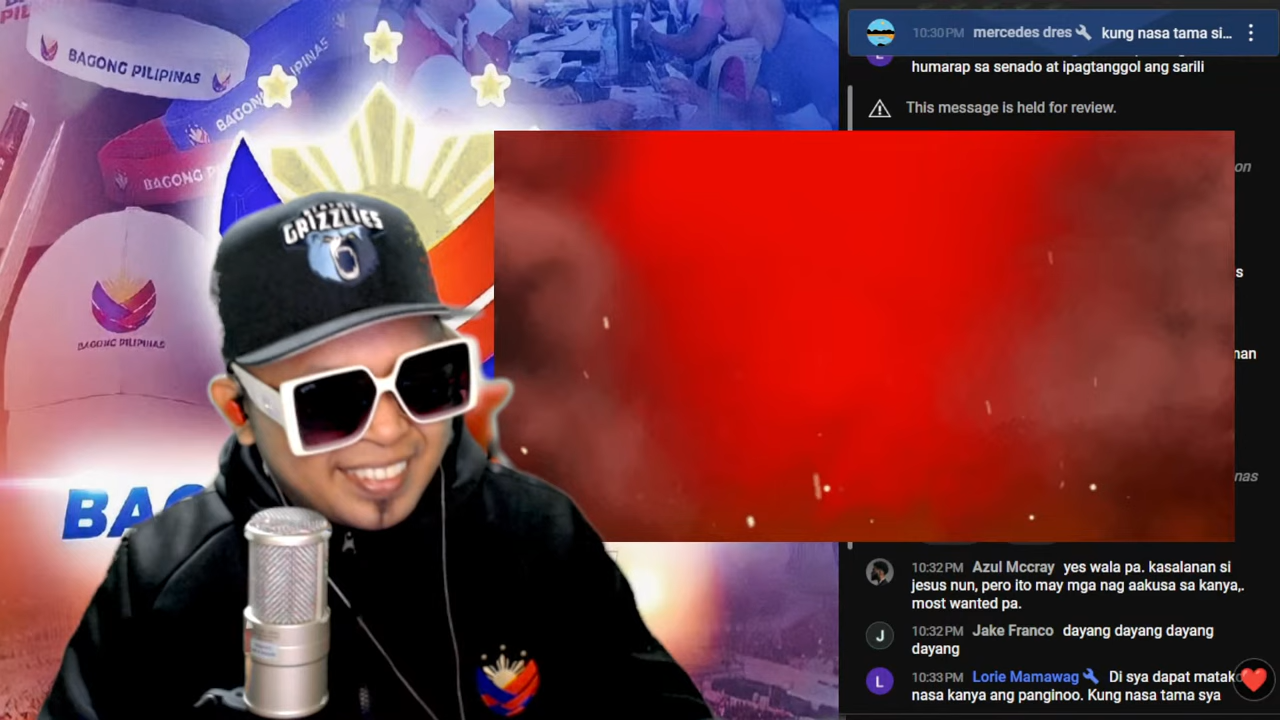 BAGONG PILIPINAS
BAGONG PILIPINAS
BAGONG
BAGONG PILIPINAS
GRIZZLIES
10:30 PM mercedes dres kung nasa tama si...
humarap sa senado at ipagtanggol ang sarili
This message is held for review.
on
s
nan
nas
10:32 PM Azul Mccray yes wala pa. kasalanan si
jesus nun, pero ito may mga nag aakusa sa kanya,.
most wanted pa.
J
10:32 PM Jake Franco dayang dayang dayang
dayang
L
10:33 PM Lorie Mamawag Di sya dapat matak
nasa kanya ang panginoo. Kung nasa tama sya